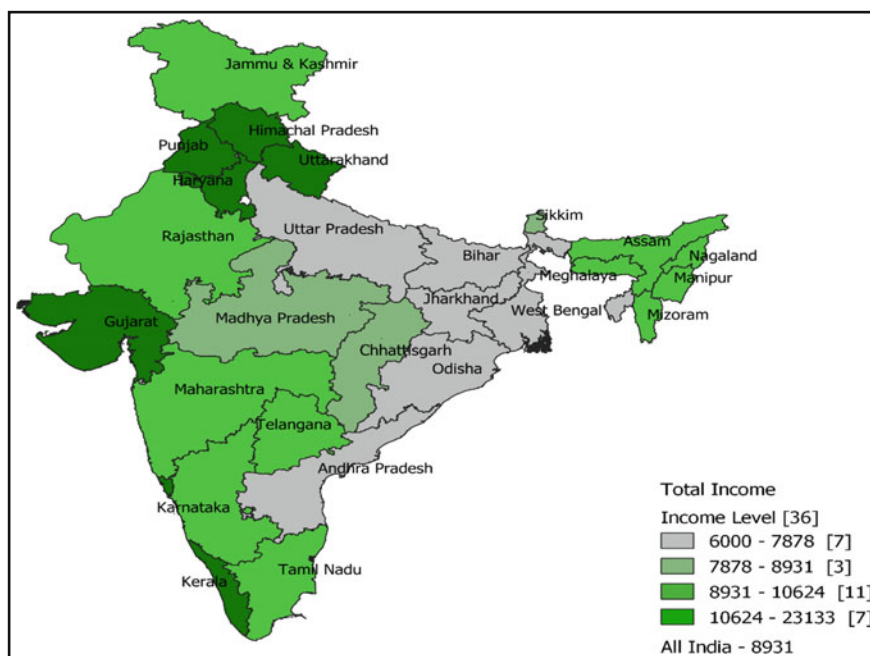 Jammu & Kashmir
Himachal Pradesh
Punjab
Uttarakhand
Haryana
Sikkim
Uttar Pradesh
Rajasthan
Assam
Nagaland
Bihar
Meghalaya
Manipur
Jharkhand
West Bengal
Mizoram
Gujarat
Madhya Pradesh
Chhattisgarh
Odisha
Maharashtra
Telangana
Andhra Pradesh
Karnataka
Tamil Nadu
Kerala
Total Income
Income Level [36]
6000 - 7878 [7]
7878 - 8931 [3]
8931 - 10624 [11]
10624 - 23133 [7]
All India - 8931